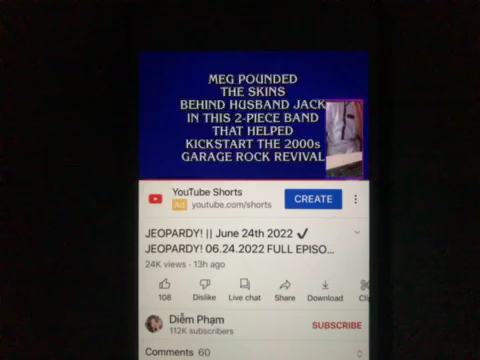 MEG POUNDED
THE SKINS
BEHIND HUSBAND JACK
IN THIS 2-PIECE BAND
THAT HELPED
KICKSTART THE 2000s
GARAGE ROCK REVIVAL
YouTube Shorts
Ad youtube.com/shorts
CREATE
JEOPARDY! || June 24th 2022 ✔
JEOPARDY! 06.24.2022 FULL EPISO...
24K views · 13h ago
108 Dislike Live chat Share Download Cli
Diễm Phạm
112K subscribers
SUBSCRIBE
Comments 60